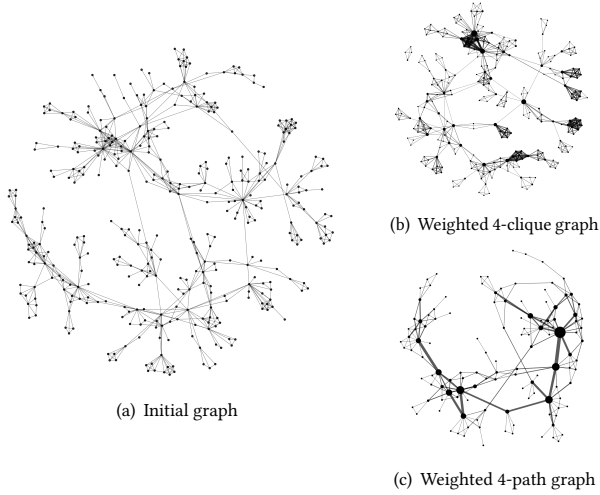 (a) Initial graph
(b) Weighted 4-clique graph
(c) Weighted 4-path graph